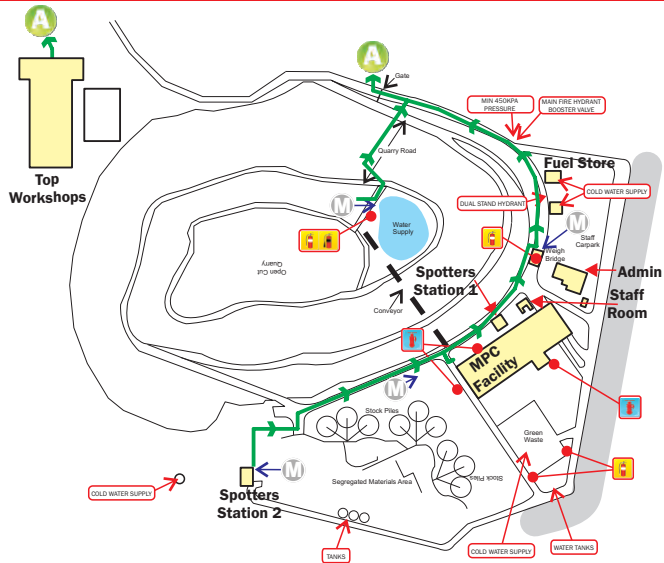 A
A
Gate
MIN 450KPA
PRESSURE
MAIN FIRE HYDRANT
BOOSTER VALVE
Top
Workshops
Quarry Road
Fuel Store
COLD WATER SUPPLY
M
DUAL STAND HYDRANT
M
Water
Supply
Staff
Carpark
Weigh
Bridge
Open Cut
Quarry
Spotters
Station 1
Admin
Staff
Room
Conveyor
MPC
Facility
M
Stock Piles
Green
Waste
M
Segregated Materials Area
Stock Piles
COLD WATER SUPPLY
Spotters
Station 2
TANKS
COLD WATER SUPPLY
WATER TANKS